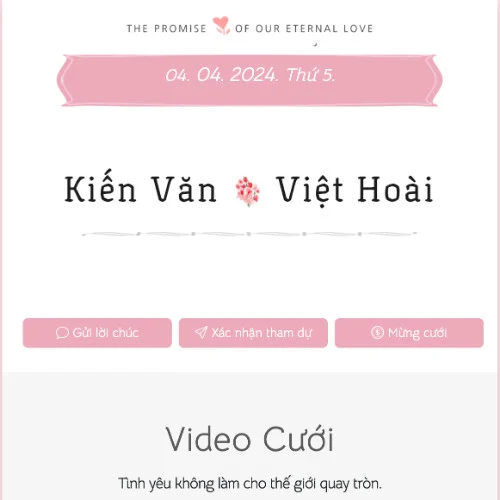 THE PROMISE OF OUR ETERNAL LOVE
04. 04. 2024. Thứ 5.
Kiến Văn Việt Hoài
Gửi lời chúc Xác nhận tham dự Mừng cưới
Video Cưới
Tình yêu không làm cho thế giới quay tròn.